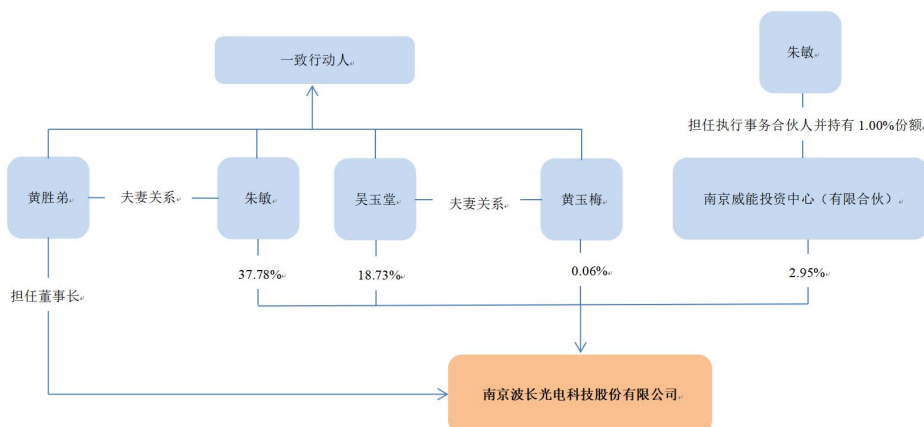 一致行动人
朱敏
担任执行事务合伙人并持有 1.00%份额
黄胜弟
夫妻关系
朱敏
吴玉堂
夫妻关系
黄玉梅
南京威能投资中心（有限合伙）
37.78%
18.73%
0.06%
2.95%
担任董事长
南京波长光电科技股份有限公司